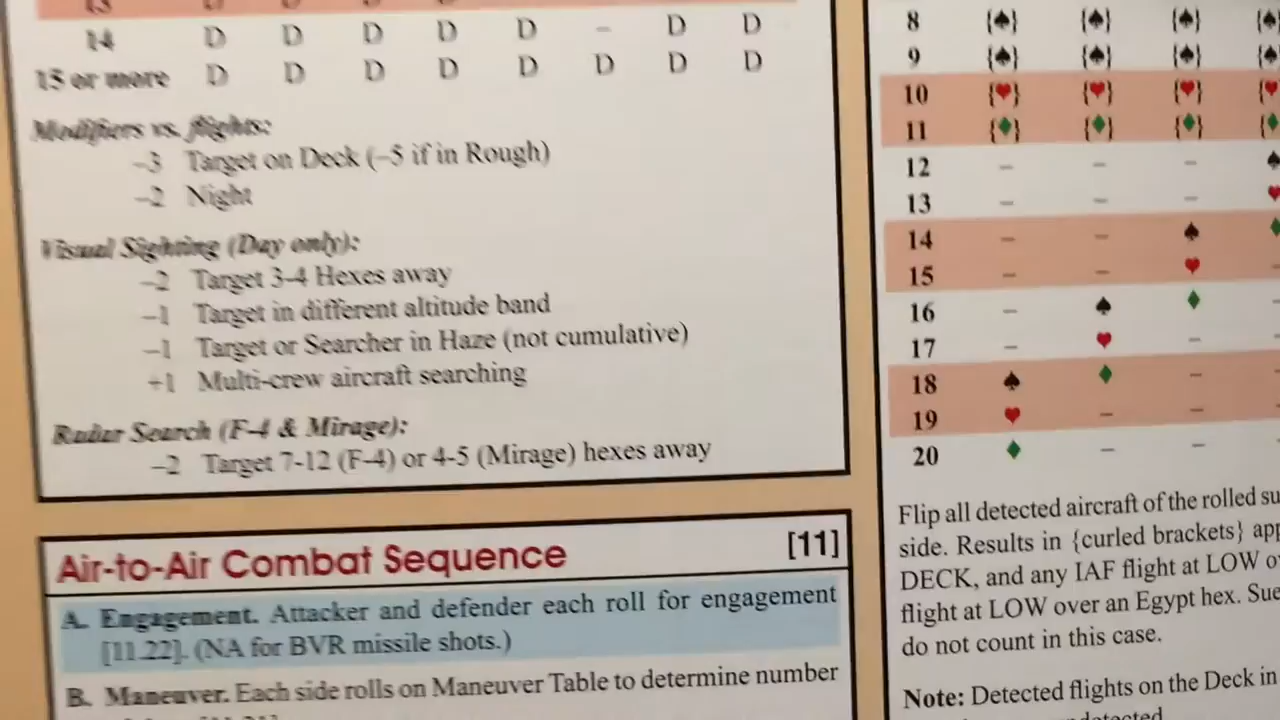 13 D D D D
14 D D D D D – D D
15 or more D D D D D D D D
Modifiers vs. flights:
–3 Target on Deck (–5 if in Rough)
–2 Night
Visual Sighting (Day only):
–2 Target 3-4 Hexes away
–1 Target in different altitude band
–1 Target or Searcher in Haze (not cumulative)
+1 Multi-crew aircraft searching
Radar Search (F-4 & Mirage):
–2 Target 7-12 (F-4) or 4-5 (Mirage) hexes away
Air-to-Air Combat Sequence [11]
A. Engagement. Attacker and defender each roll for engagement
[11.22]. (NA for BVR missile shots.)
B. Maneuver. Each side rolls on Maneuver Table to determine number
8 {♠} {♠} {♠} {♠
9 {♠} {♠} {♠} {♠
10 {♥} {♥} {♥} {♥
11 {♦} {♦} {♦} {♦
12 – – – ♠
13 – – – ♥
14 – – ♠ ♦
15 – – ♥ –
16 – ♠ ♦ –
17 – ♥ – –
18 ♠ ♦ – –
19 ♥ – – –
20 ♦ – –
Flip all detected aircraft of the rolled su
side. Results in {curled brackets} app
DECK, and any IAF flight at LOW o
flight at LOW over an Egypt hex. Sue
do not count in this case.
Note: Detected flights on the Deck in